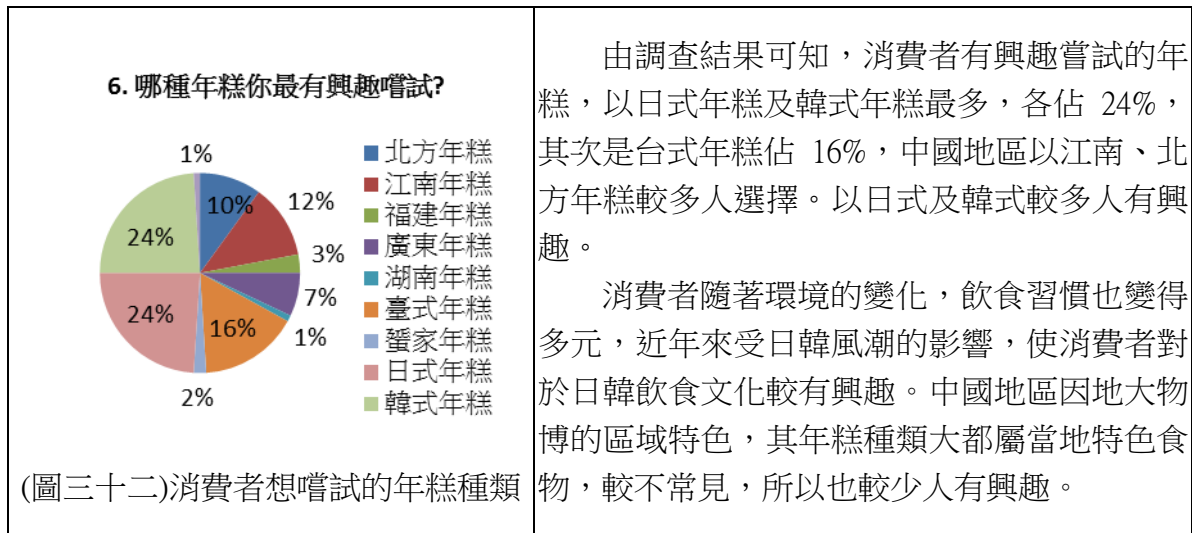 6. 哪種年糕你最有興趣嚐試?
1%
10%
12%
3%
7%
1%
16%
2%
24%
24%
北方年糕
江南年糕
福建年糕
廣東年糕
湖南年糕
臺式年糕
蜑家年糕
日式年糕
韓式年糕
(圖三十二)消費者想嚐試的年糕種類
由調查結果可知,消費者有興趣嘗試的年
糕,以日式年糕及韓式年糕最多,各佔 24%,
其次是台式年糕佔 16%,中國地區以江南、北
方年糕較多人選擇。以日式及韓式較多人有興
趣。
消費者隨著環境的變化,飲食習慣也變得
多元,近年來受日韓風潮的影響,使消費者對
於日韓飲食文化較有興趣。中國地區因地大物
博的區域特色,其年糕種類大都屬當地特色食
物,較不常見,所以也較少人有興趣。